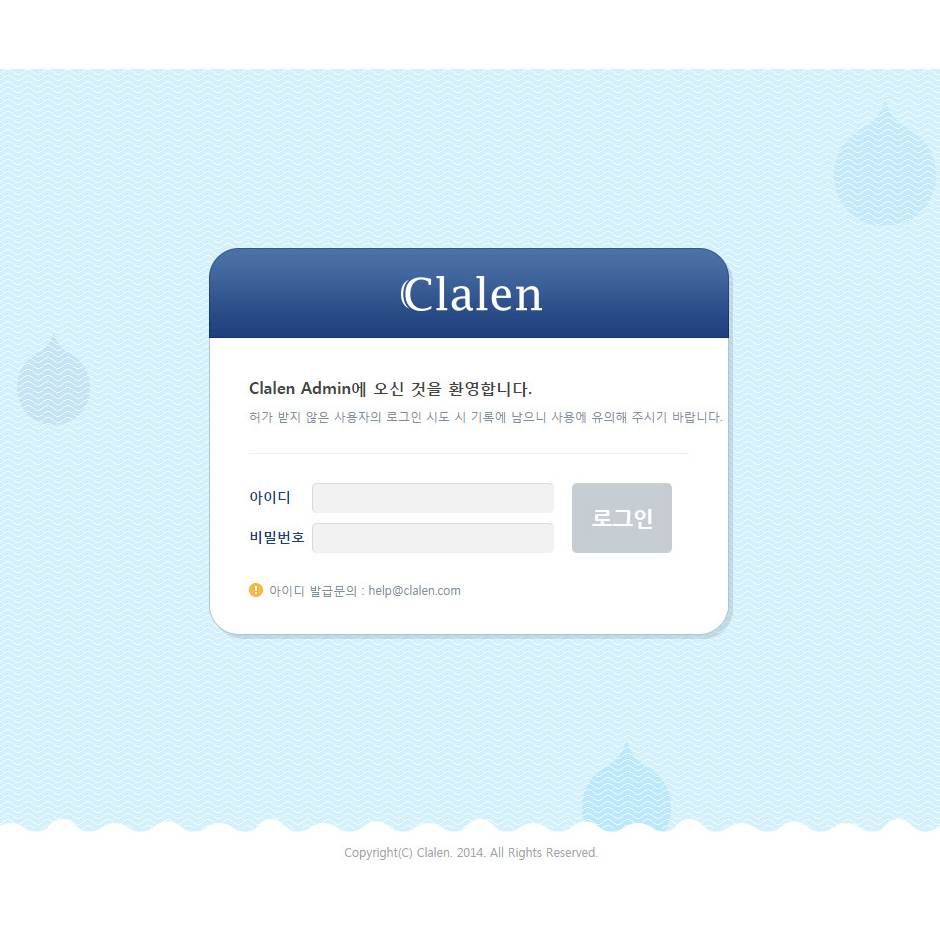 Clalen
Clalen Admin에 오신 것을 환영합니다.
허가 받지 않은 사용자의 로그인 시도 시 기록에 남으니 사용에 유의해 주시기 바랍니다.
아이디
비밀번호
로그인
아이디 발급문의 : help@clalen.com
Copyright(C) Clalen. 2014. All Rights Reserved.